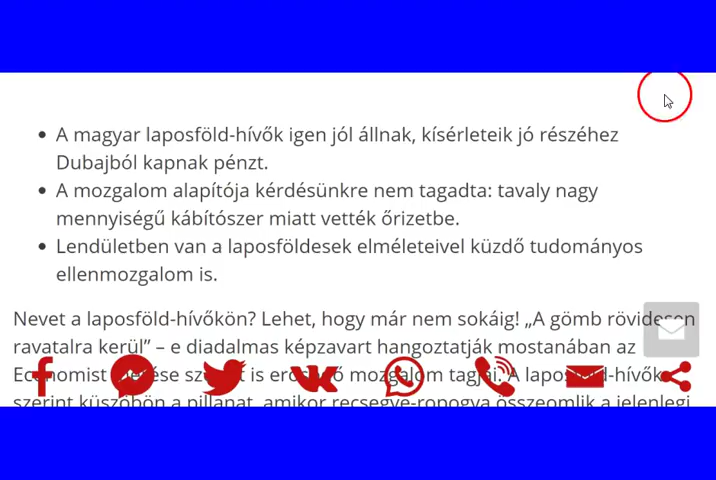 A magyar laposföld-hívők igen jól állnak, kísérleteik jó részéhez
Dubajból kapnak pénzt.
A mozgalom alapítója kérdésünkre nem tagadta: tavaly nagy
mennyiségű kábítószer miatt vették őrizetbe.
Lendületben van a laposföldesek elméleteivel küzdő tudományos
ellenmozgalom is.
Nevet a laposföld-hívőkön? Lehet, hogy már nem sokáig! „A gömb rövidesen
ravatalra kerül” – e diadalmas képzavart hangoztatják mostanában az
Economist is erősödő mozgalom tagjai. A laposföld-hívők
szerint küszöbön a pillanat, amikor recsegve-ropogva összeomlik a jelenlegi